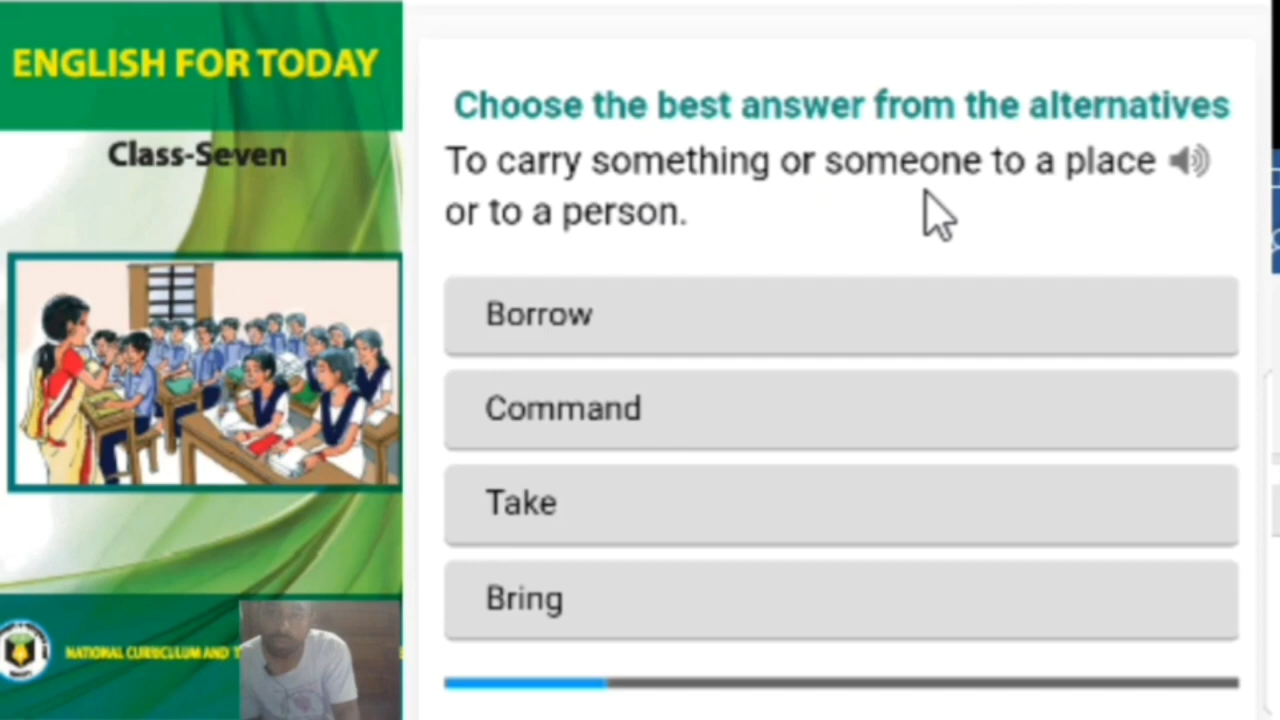 ENGLISH FOR TODAY
Class-Seven
NATIONAL CURRICULUM AND
Choose the best answer from the alternatives
To carry something or someone to a place
or to a person.
Borrow
Command
Take
Bring